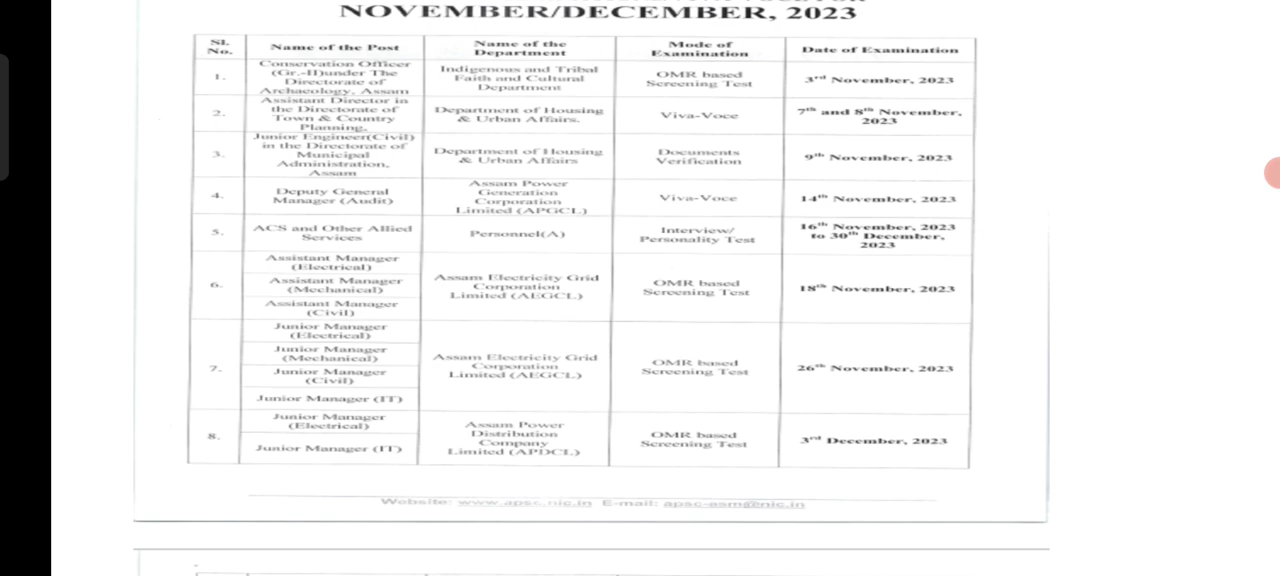 NOVEMBER/DECEMBER, 2023
Sl. No. Name of the Post Name of the Department Mode of Examination Date of Examination
1. Conservation Officer (Gr.-II)under The Directorate of Archaeology, Assam Indigenous and Tribal Faith and Cultural Department OMR based Screening Test 3rd November, 2023
2. Assistant Director in the Directorate of Town & Country Planning. Department of Housing & Urban Affairs. Viva-Voce 7th and 8th November, 2023
3. Junior Engineer(Civil) in the Directorate of Municipal Administration, Assam Department of Housing & Urban Affairs Documents Verification 9th November, 2023
4. Deputy General Manager (Audit) Assam Power Generation Corporation Limited (APGCL) Viva-Voce 14th November, 2023
5. ACS and Other Allied Services Personnel(A) Interview/ Personality Test 16th November, 2023 to 30th December, 2023
6. Assistant Manager (Electrical)
Assistant Manager (Mechanical) Assam Electricity Grid Corporation Limited (AEGCL) OMR based Screening Test 18th November, 2023
Assistant Manager (Civil)
7. Junior Manager (Electrical)
Junior Manager (Mechanical) Assam Electricity Grid Corporation Limited (AEGCL) OMR based Screening Test 26th November, 2023
Junior Manager (Civil)
Junior Manager (IT)
8. Junior Manager (Electrical) Assam Power Distribution Company Limited (APDCL) OMR based Screening Test 3rd December, 2023
Junior Manager (IT)
Website: www.apsc.nic.in E-mail: apsc-asm@nic.in